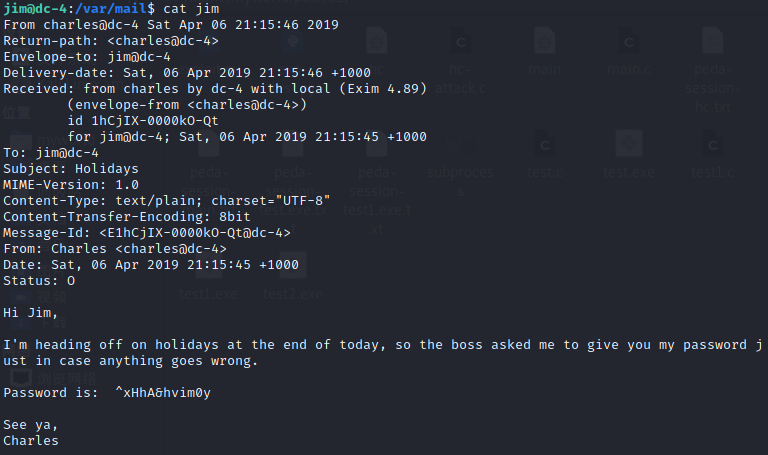 jim@dc-4:/var/mail$ cat jim
From charles@dc-4 Sat Apr 06 21:15:46 2019
Return-path: <charles@dc-4>
Envelope-to: jim@dc-4
Delivery-date: Sat, 06 Apr 2019 21:15:46 +1000
Received: from charles by dc-4 with local (Exim 4.89)
        (envelope-from <charles@dc-4>)
        id 1hCjIX-0000kO-Qt
        for jim@dc-4; Sat, 06 Apr 2019 21:15:45 +1000
To: jim@dc-4
Subject: Holidays
MIME-Version: 1.0
Content-Type: text/plain; charset="UTF-8"
Content-Transfer-Encoding: 8bit
Message-Id: <E1hCjIX-0000kO-Qt@dc-4>
From: Charles <charles@dc-4>
Date: Sat, 06 Apr 2019 21:15:45 +1000
Status: O
Hi Jim,
I'm heading off on holidays at the end of today, so the boss asked me to give you my password j
ust in case anything goes wrong.
Password is:  ^xHhA&hvim0y
See ya,
Charles